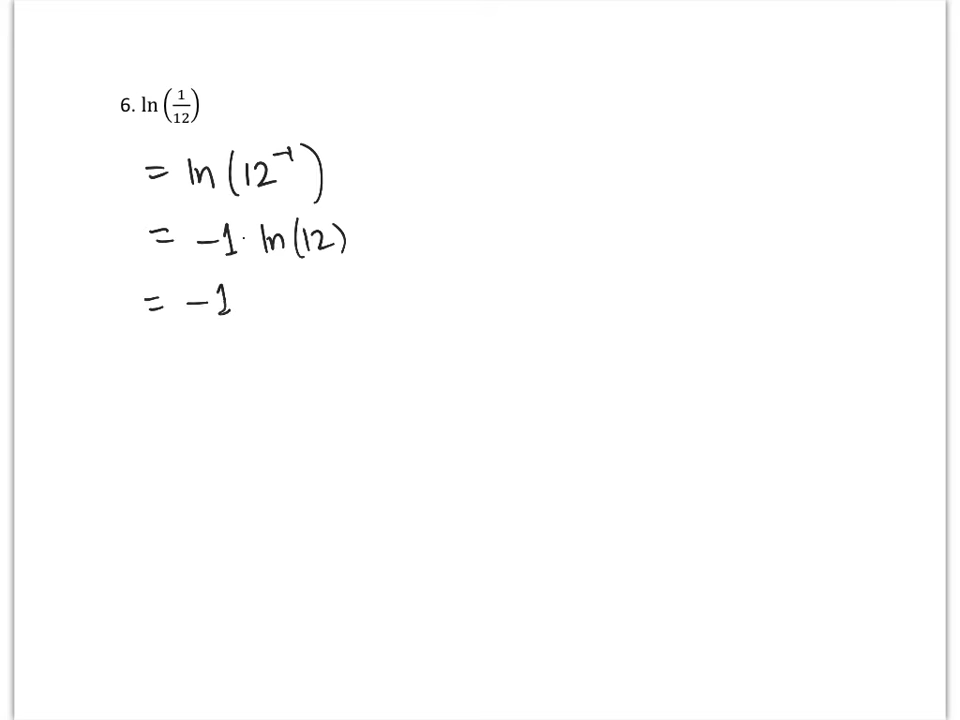 6. ln(1/12)
= ln(12⁻¹)
= -1 · ln(12)
= -1